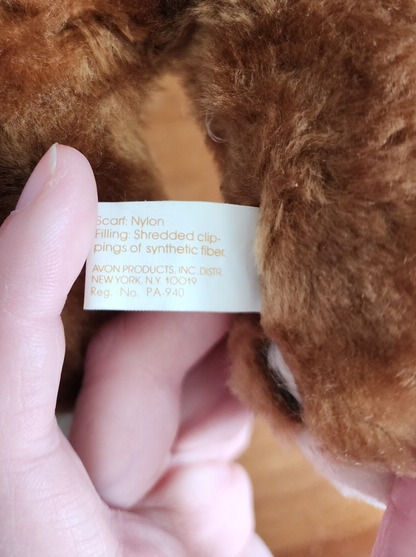 Scarf: Nylon
Filling: Shredded clip-
pings of synthetic fiber.
AVON PRODUCTS, INC.,DISTR.
NEW YORK, N.Y. 10019
Reg. No. PA-940